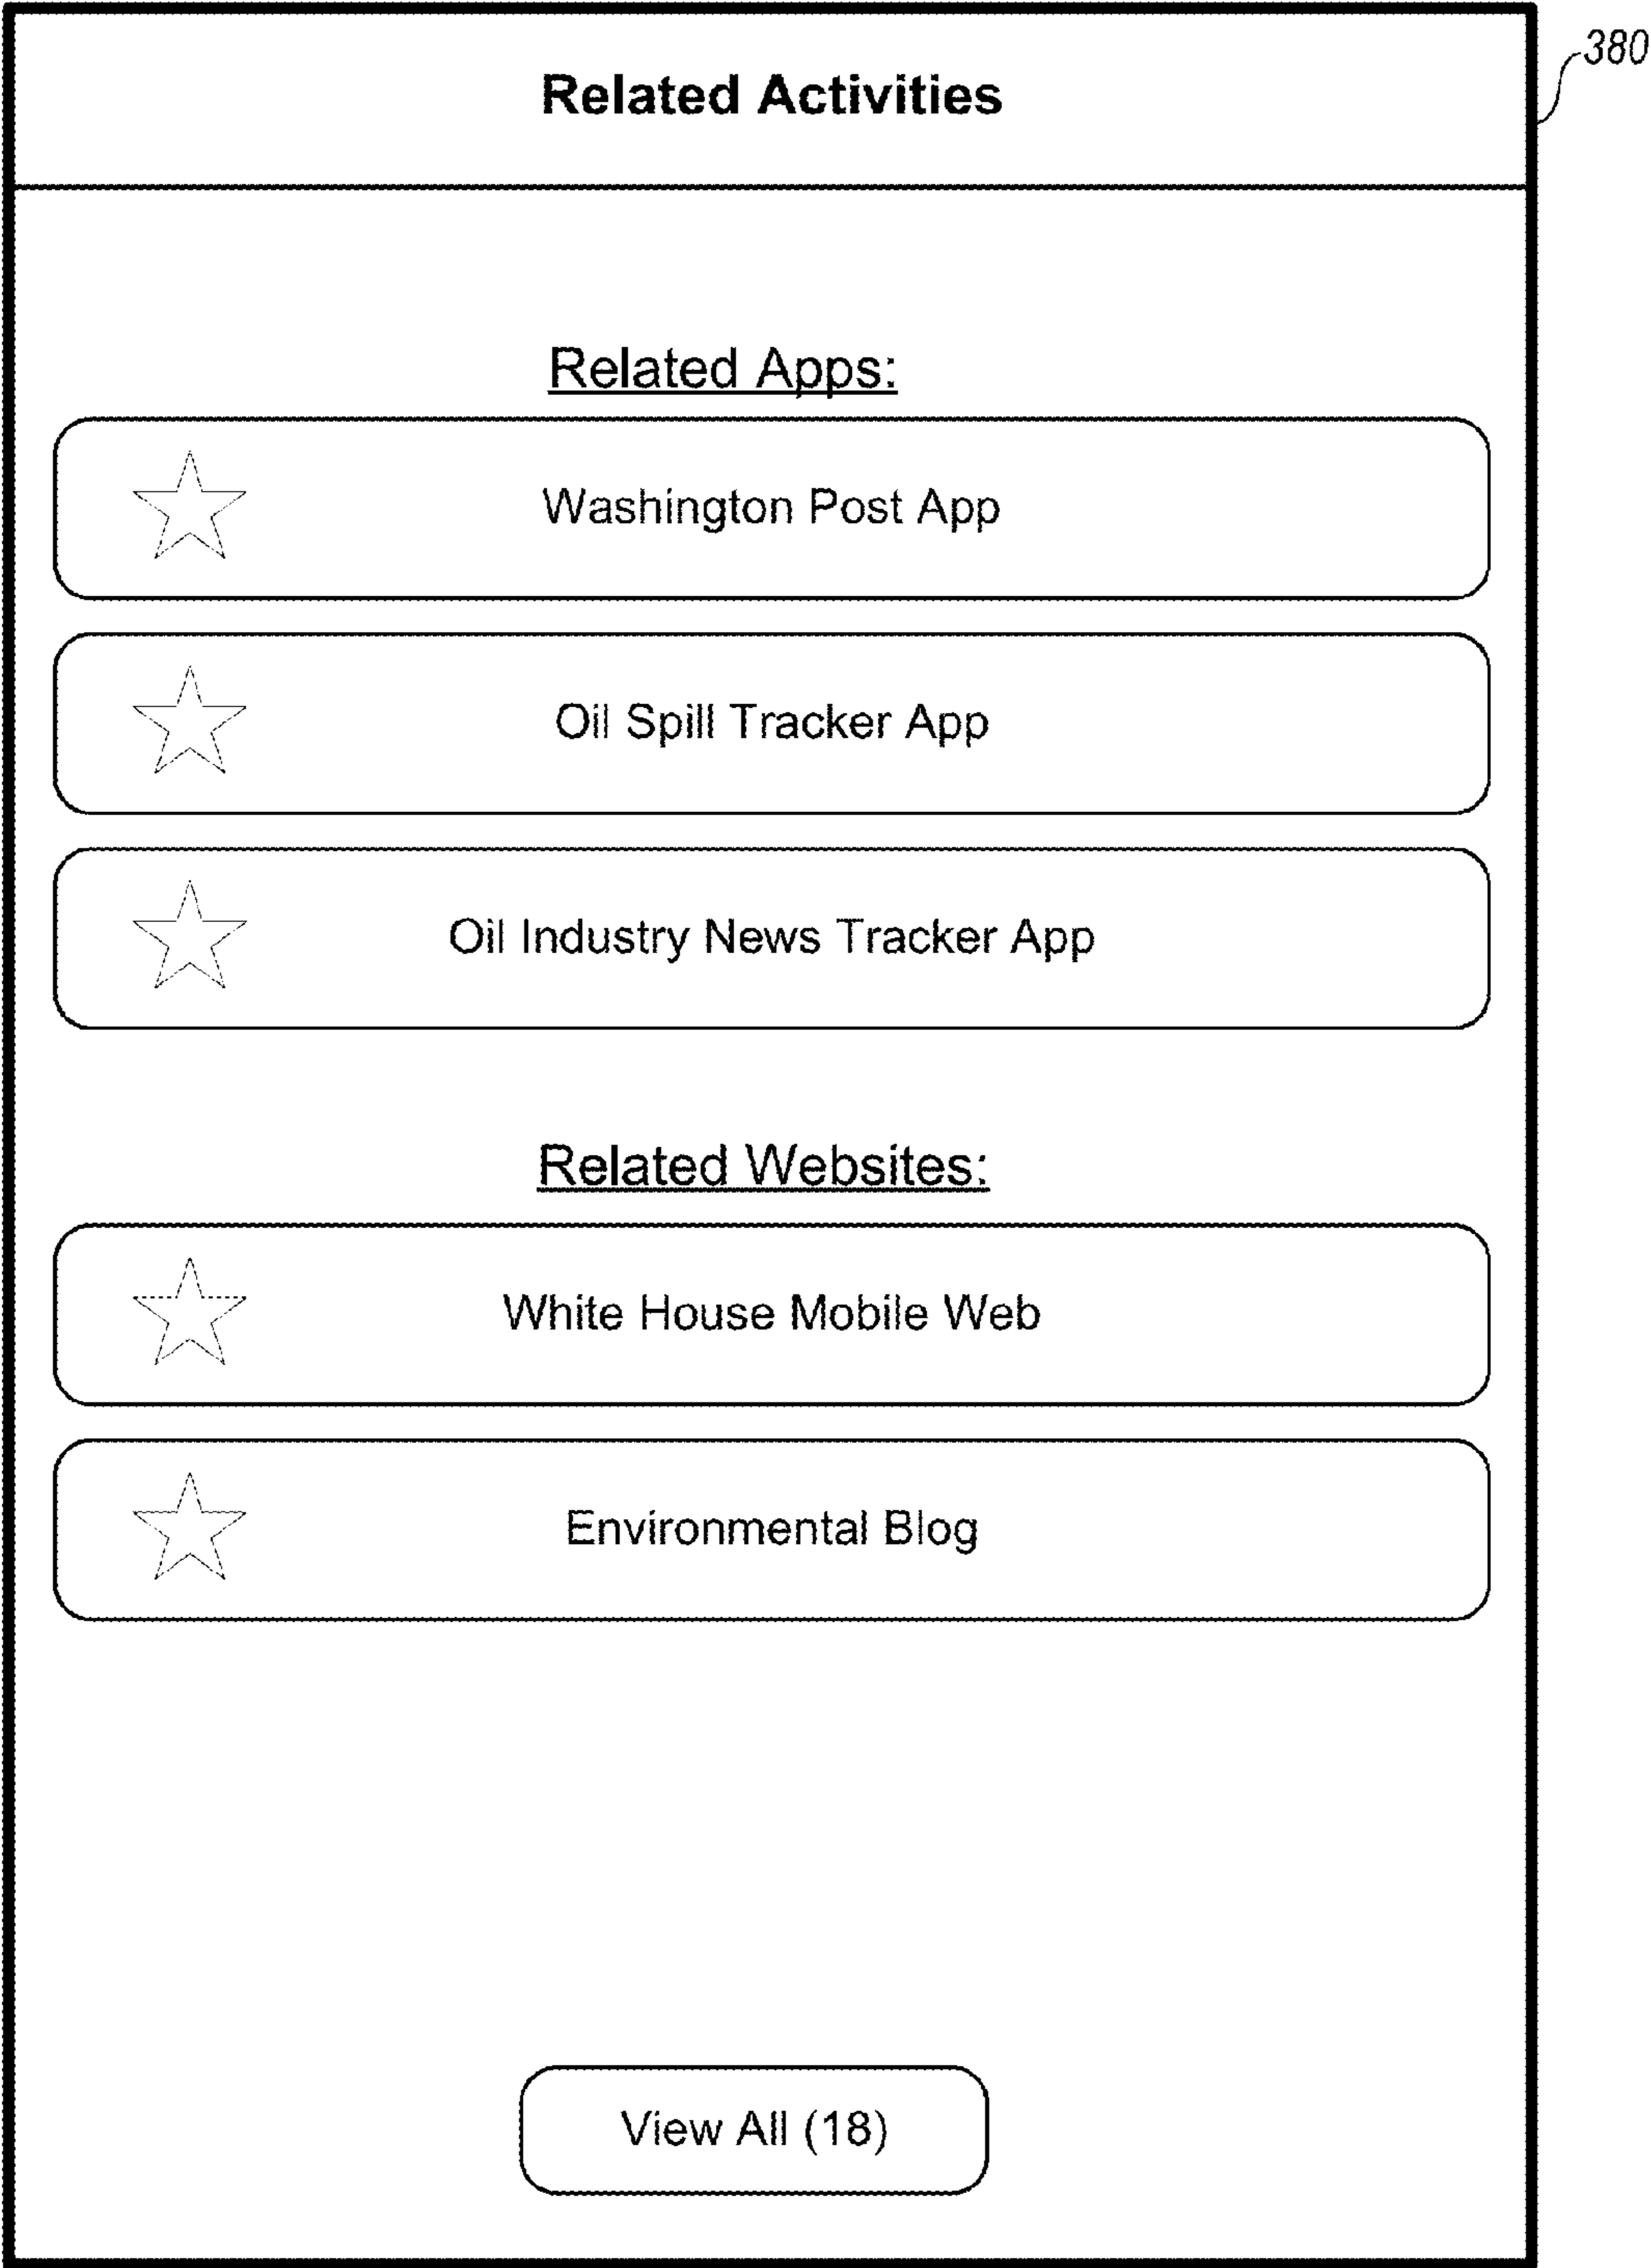 380
Related Activities
Related Apps:
Washington Post App
Oil Spill Tracker App
Oil Industry News Tracker App
Related Websites:
White House Mobile Web
Environmental Blog
View All (18)